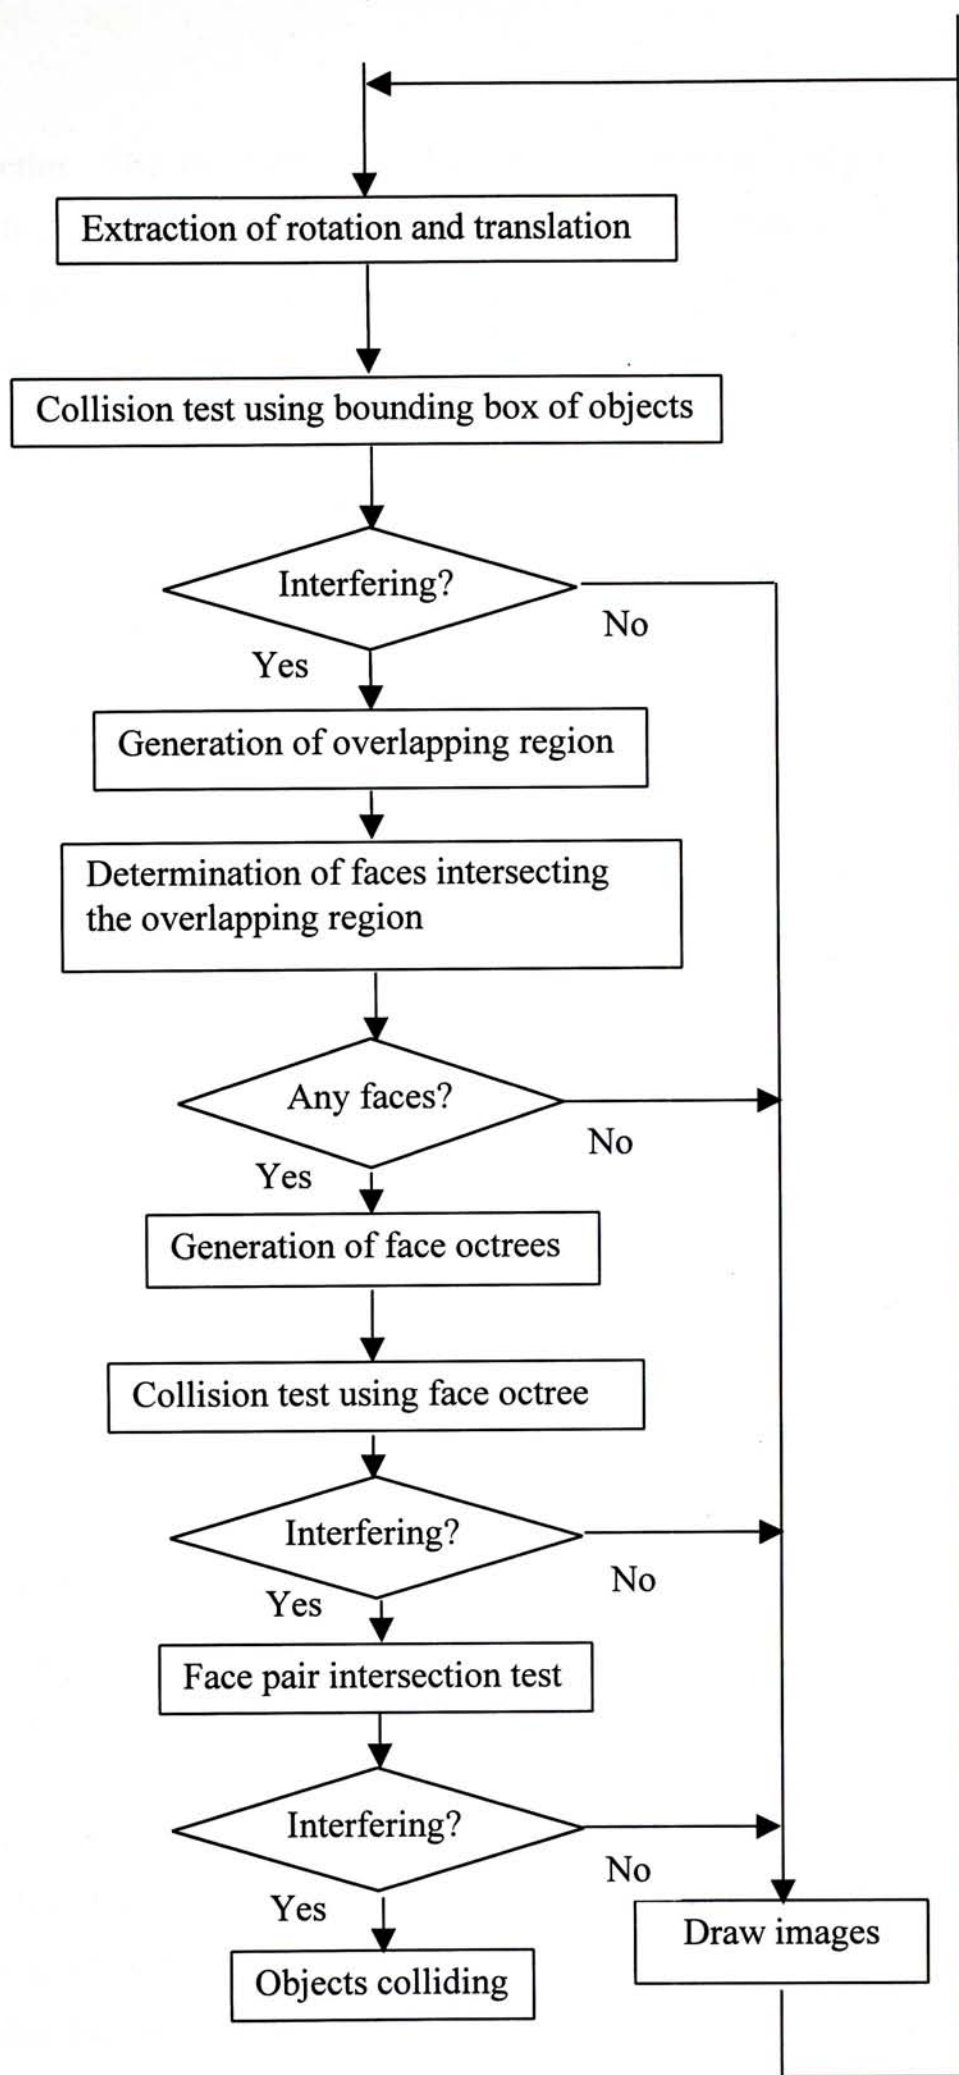 Extraction of rotation and translation
Collision test using bounding box of objects
Interfering?
No
Yes
Generation of overlapping region
Determination of faces intersecting
the overlapping region
Any faces?
No
Yes
Generation of face octrees
Collision test using face octree
Interfering?
No
Yes
Face pair intersection test
Interfering?
No
Yes
Draw images
Objects colliding